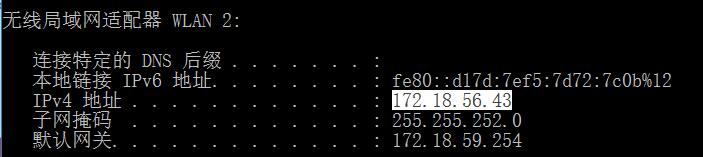 无线局域网适配器 WLAN 2:
连接特定的 DNS 后缀 . . . . . . . :
本地链接 IPv6 地址. . . . . . . . : fe80::d17d:7ef5:7d72:7c0b%12
IPv4 地址 . . . . . . . . . . . . : 172.18.56.43
子网掩码 . . . . . . . . . . . . : 255.255.252.0
默认网关. . . . . . . . . . . . . : 172.18.59.254